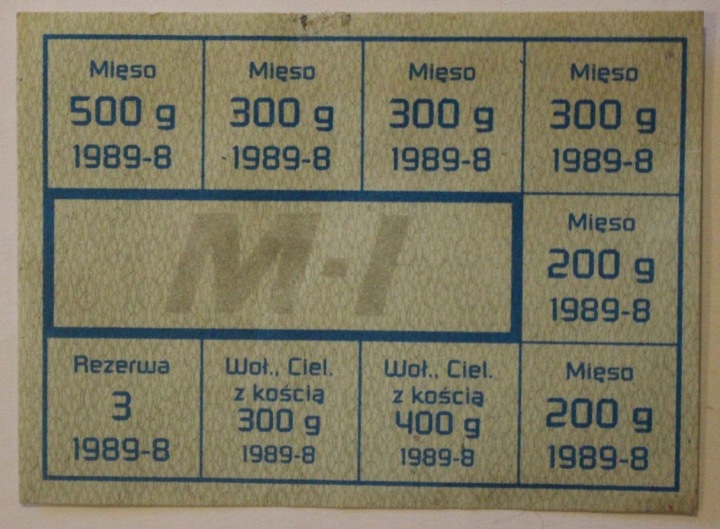 Mięso
500 g
1989-8
Mięso
300 g
1989-8
Mięso
300 g
1989-8
Mięso
300 g
1989-8
M-I
Mięso
200 g
1989-8
Rezerwa
3
1989-8
Woł., Ciel.
z kością
300 g
1989-8
Woł., Ciel.
z kością
400 g
1989-8
Mięso
200 g
1989-8